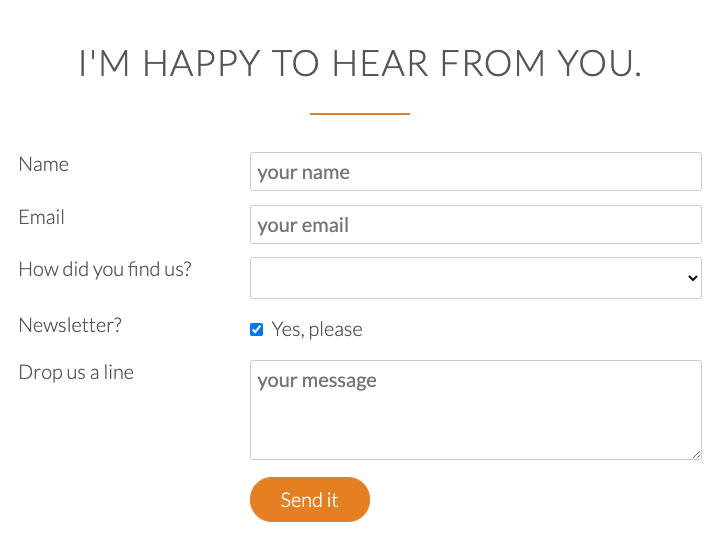 I'M HAPPY TO HEAR FROM YOU.
Name
your name
Email
your email
How did you find us?
Newsletter?
Yes, please
Drop us a line
your message
Send it